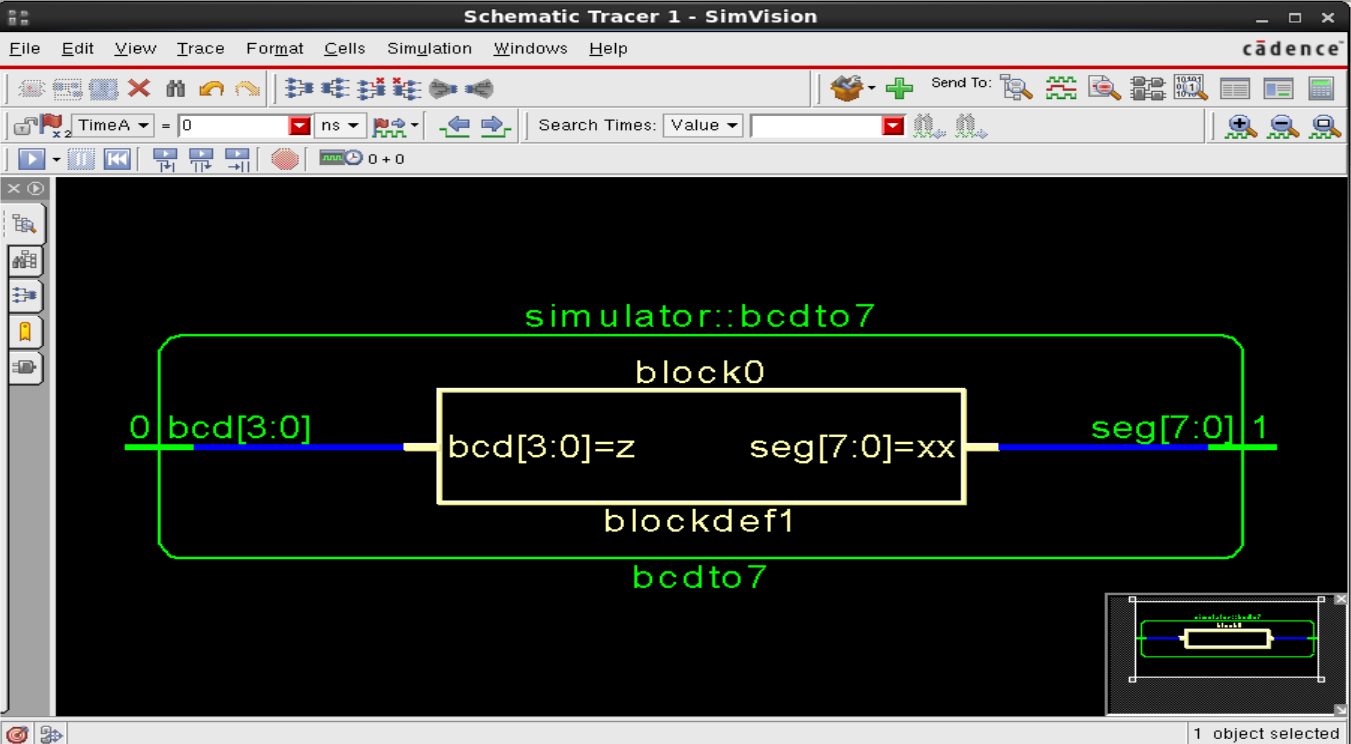 Schematic Tracer 1 - SimVision
File Edit View Trace Format Cells Simulation Windows Help cādence™
Send To:
x 2 TimeA = 0 ns Search Times: Value
0 + 0
simulator::bcdto7
block0
0 bcd[3:0] seg[7:0] 1
bcd[3:0]=z seg[7:0]=xx
blockdef1
bcdto7
simulator::bcdto7
block0
1 object selected